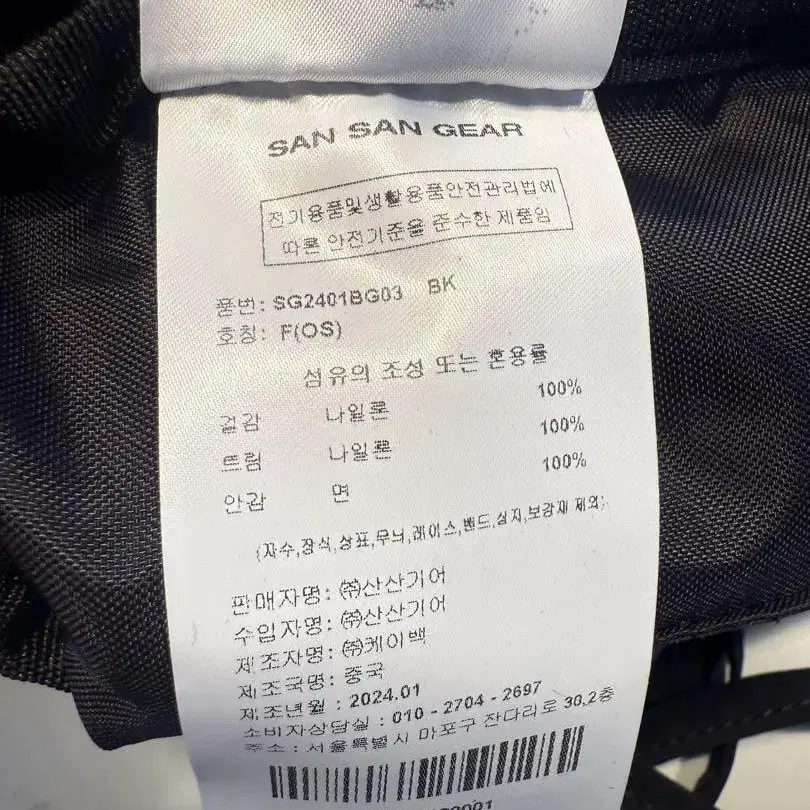 SAN SAN GEAR
전기용품및생활용품안전관리법에
따른 안전기준을 준수한 제품임
품번: SG2401BG03 BK
호칭: F(OS)
섬유의 조성 또는 혼용률
겉감 나일론 100%
트림 나일론 100%
안감 면 100%
(자수,장식,상표,무늬,레이스,밴드,심지,보강재 제외)
판매자명: ㈜산산기어
수입자명: ㈜산산기어
제조자명: ㈜케이백
제조국명: 중국
제조년월 : 2024.01
소비자상담실 : 010 - 2704 - 2697
주소 : 서울특별시 마포구 잔다리로 30,2층